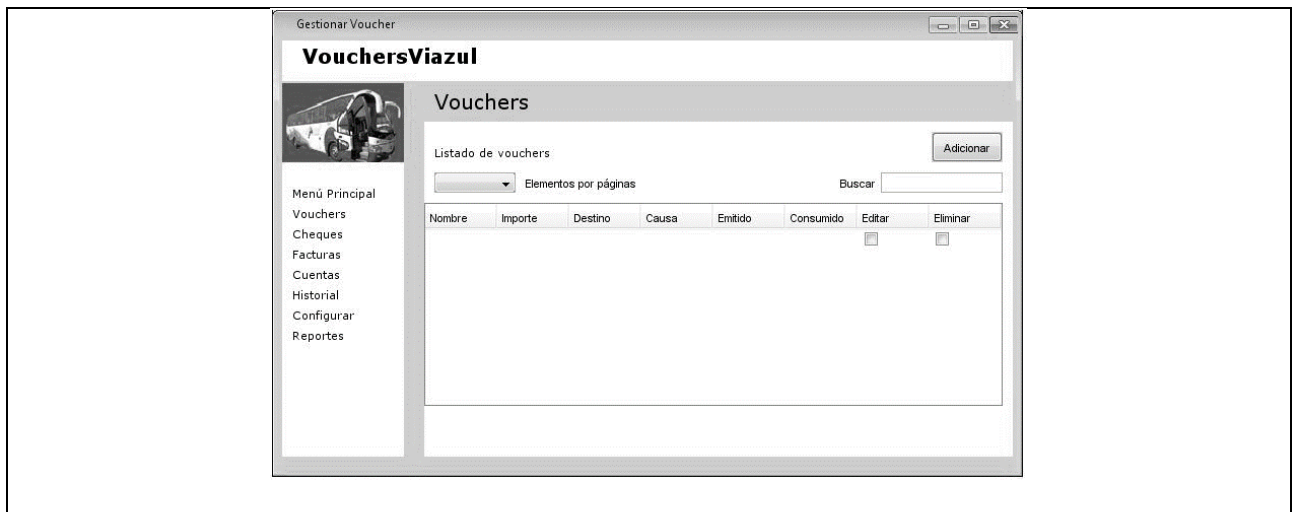 Gestionar Voucher
VouchersViazul
Vouchers
Listado de vouchers
Adicionar
Elementos por páginas
Buscar
Menú Principal
Vouchers
Cheques
Facturas
Cuentas
Historial
Configurar
Reportes
Nombre Importe Destino Causa Emitido Consumido Editar Eliminar